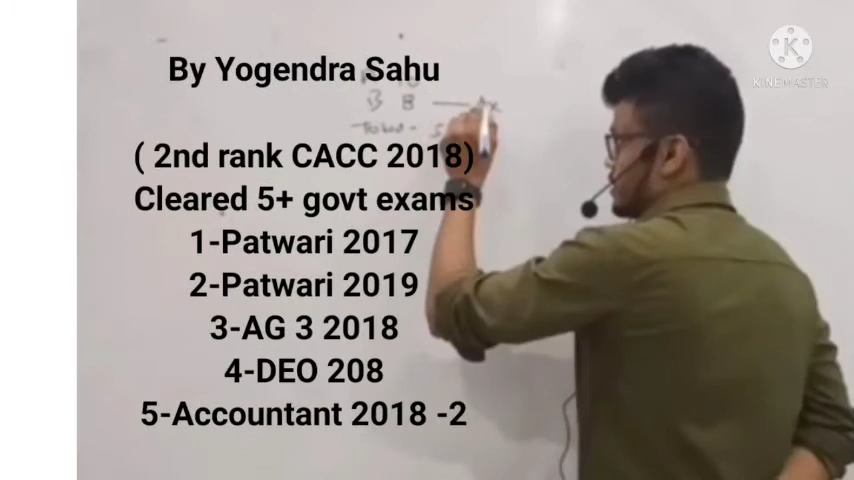 By Yogendra Sahu
B 8
( 2nd rank CACC 2018)
Cleared 5+ govt exams
1-Patwari 2017
2-Patwari 2019
3-AG 3 2018
4-DEO 208
5-Accountant 2018 -2
K
KINEMASTER